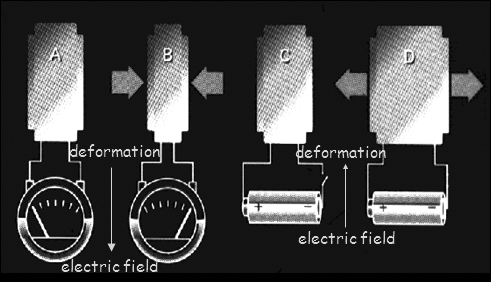 A
B
C
D
deformation
deformation
+ −
+ −
electric field
electric field